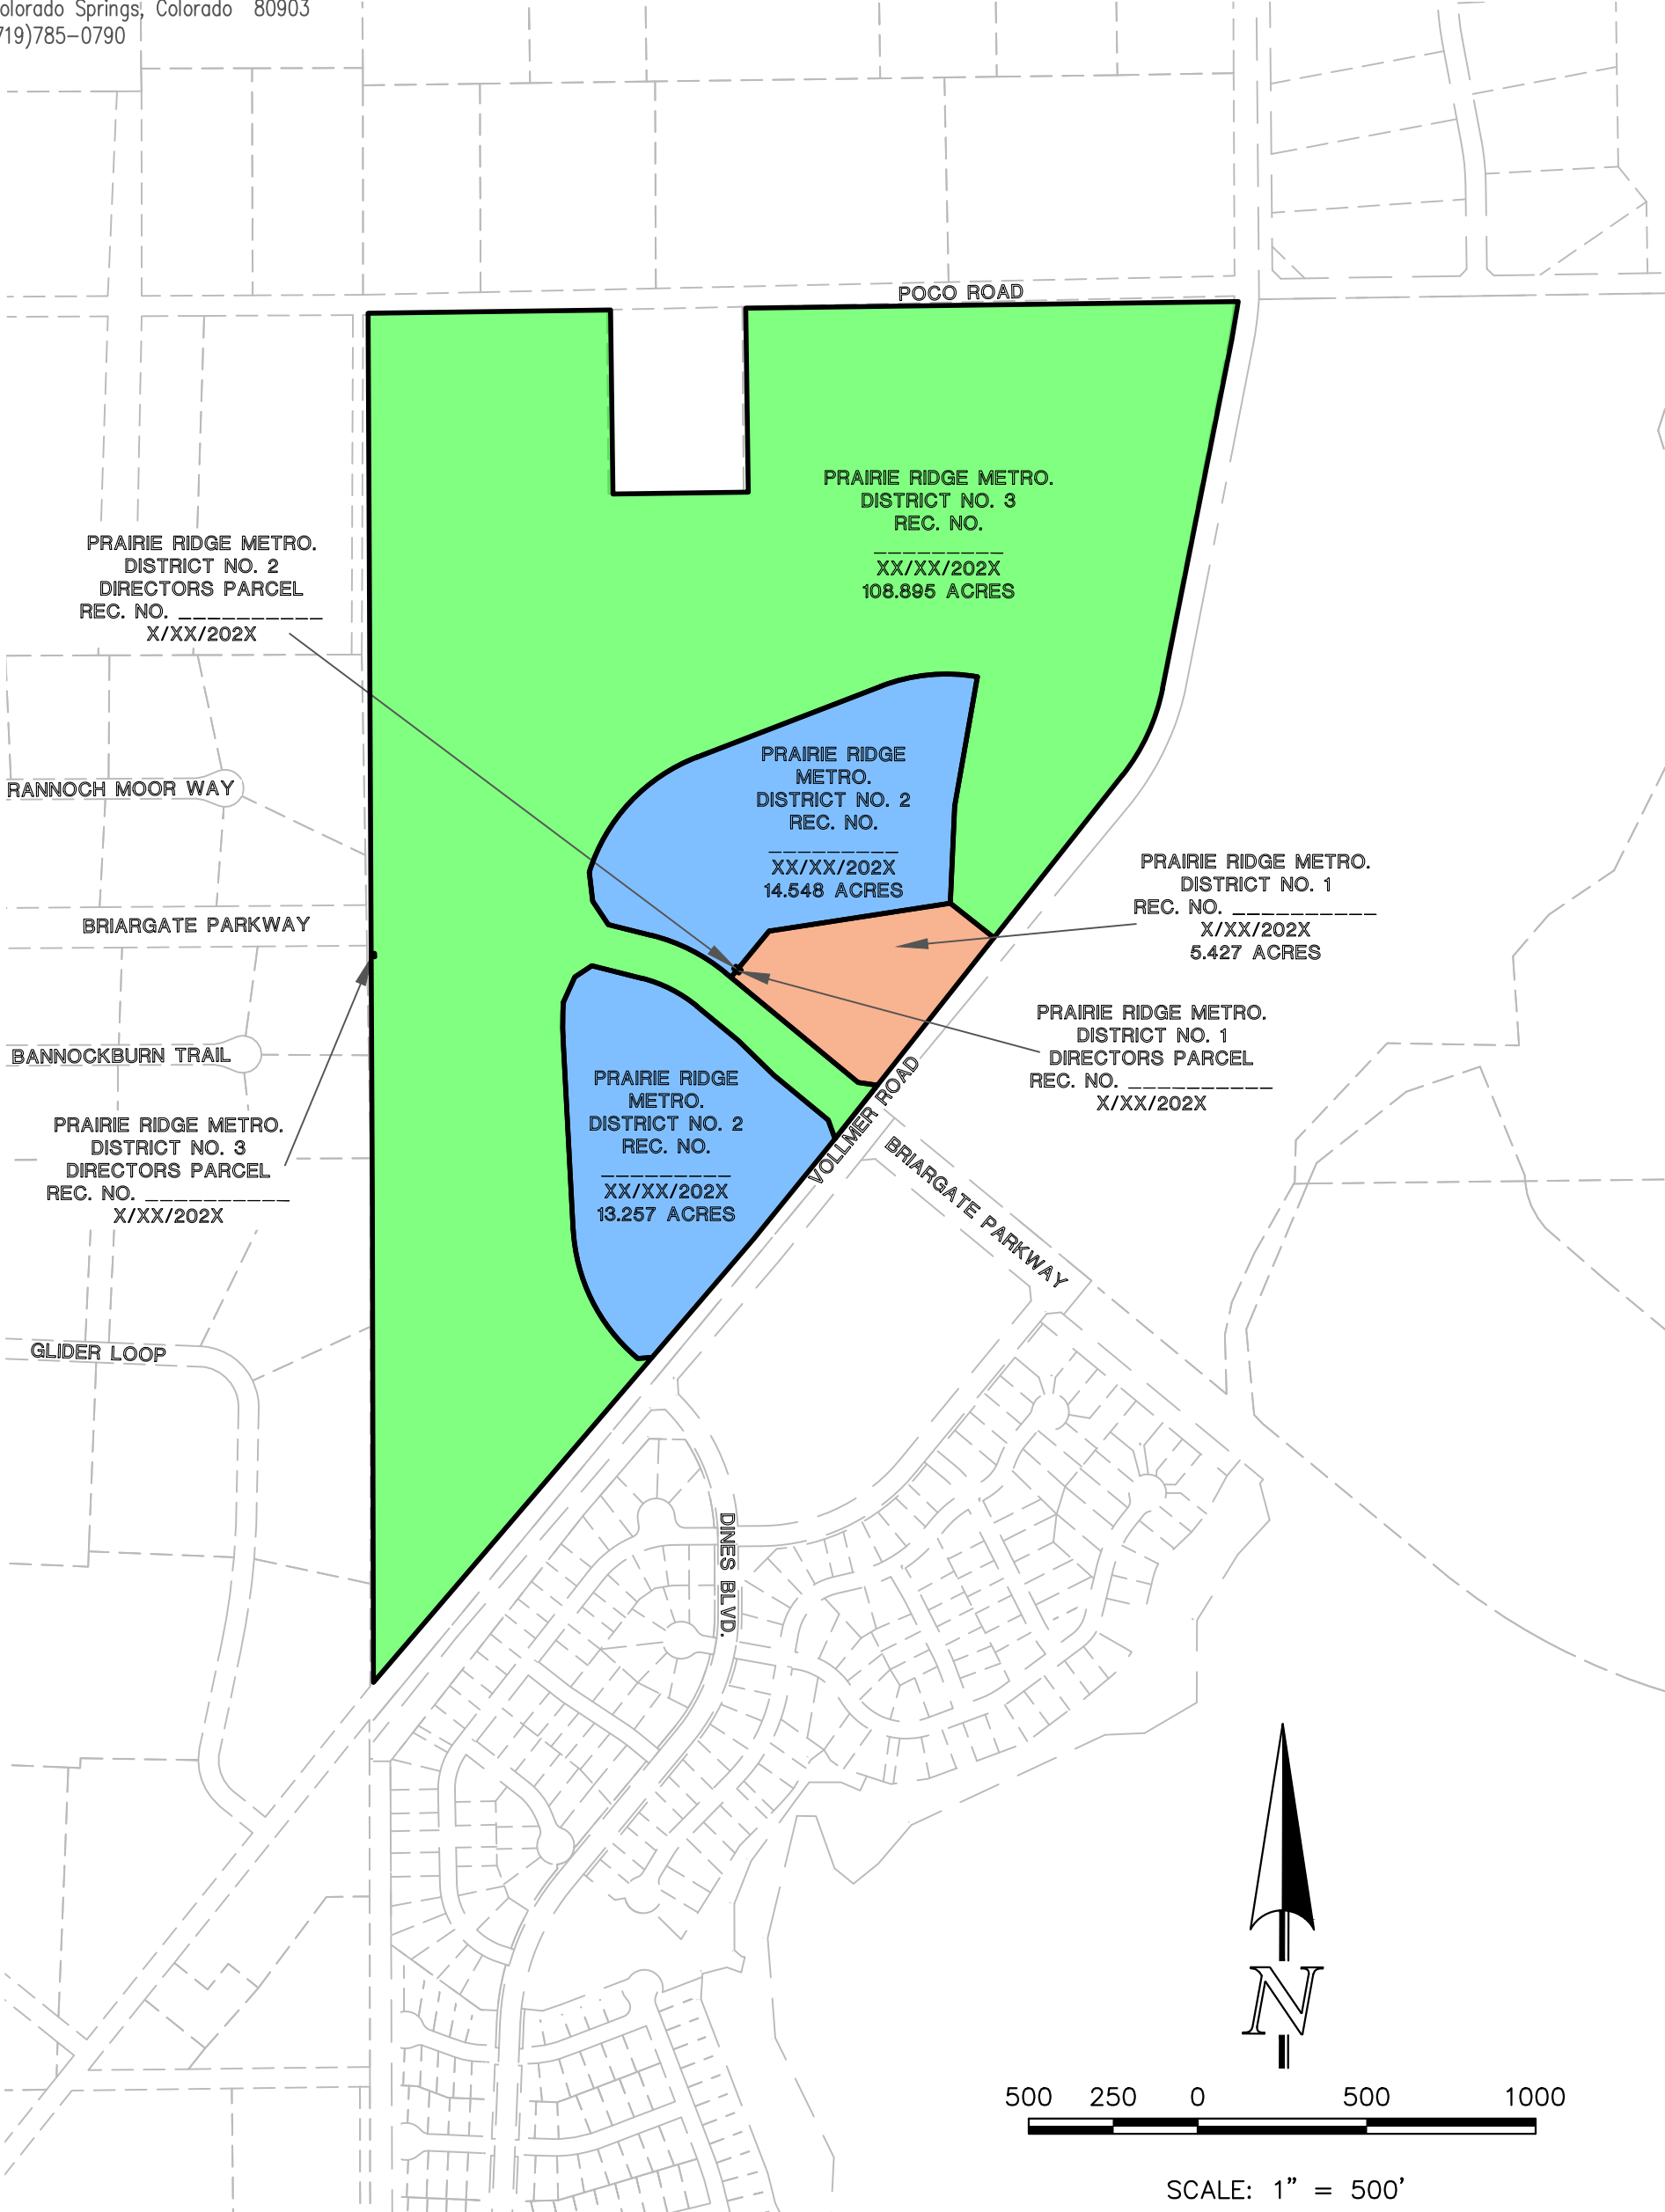 olorado Springs, Colorado 80903
719)785-0790
POCO ROAD
PRAIRIE RIDGE METRO.
DISTRICT NO. 3
REC. NO.
_________
XX/XX/202X
108.895 ACRES
PRAIRIE RIDGE METRO.
DISTRICT NO. 2
DIRECTORS PARCEL
REC. NO. __________
X/XX/202X
RANNOCH MOOR WAY
PRAIRIE RIDGE
METRO.
DISTRICT NO. 2
REC. NO.
_________
XX/XX/202X
14.548 ACRES
PRAIRIE RIDGE METRO.
DISTRICT NO. 1
REC. NO. __________
X/XX/202X
5.427 ACRES
BRIARGATE PARKWAY
PRAIRIE RIDGE METRO.
DISTRICT NO. 1
DIRECTORS PARCEL
REC. NO. __________
X/XX/202X
BANNOCKBURN TRAIL
PRAIRIE RIDGE
METRO.
DISTRICT NO. 2
REC. NO.
_________
XX/XX/202X
13.257 ACRES
VOLLMER ROAD
BRIARGATE PARKWAY
PRAIRIE RIDGE METRO.
DISTRICT NO. 3
DIRECTORS PARCEL
REC. NO. __________
X/XX/202X
GLIDER LOOP
DINES BLVD.
N
500 250 0 500 1000
SCALE: 1" = 500'